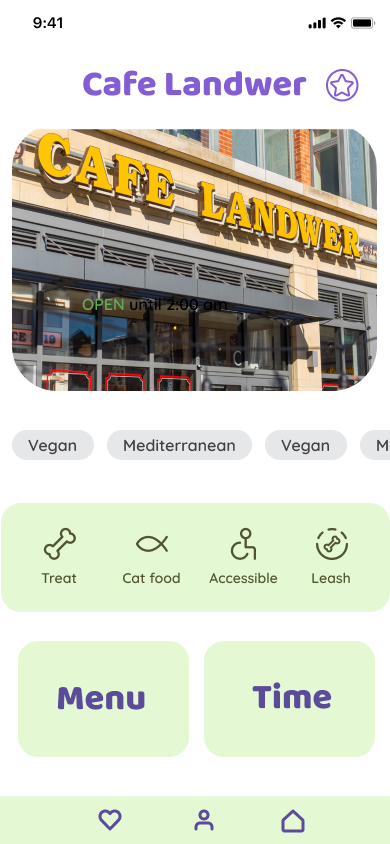 9:41
Cafe Landwer
CAFE LANDWER
OPEN until 2:00 am
Vegan Mediterranean Vegan M
Treat Cat food Accessible Leash
Menu Time